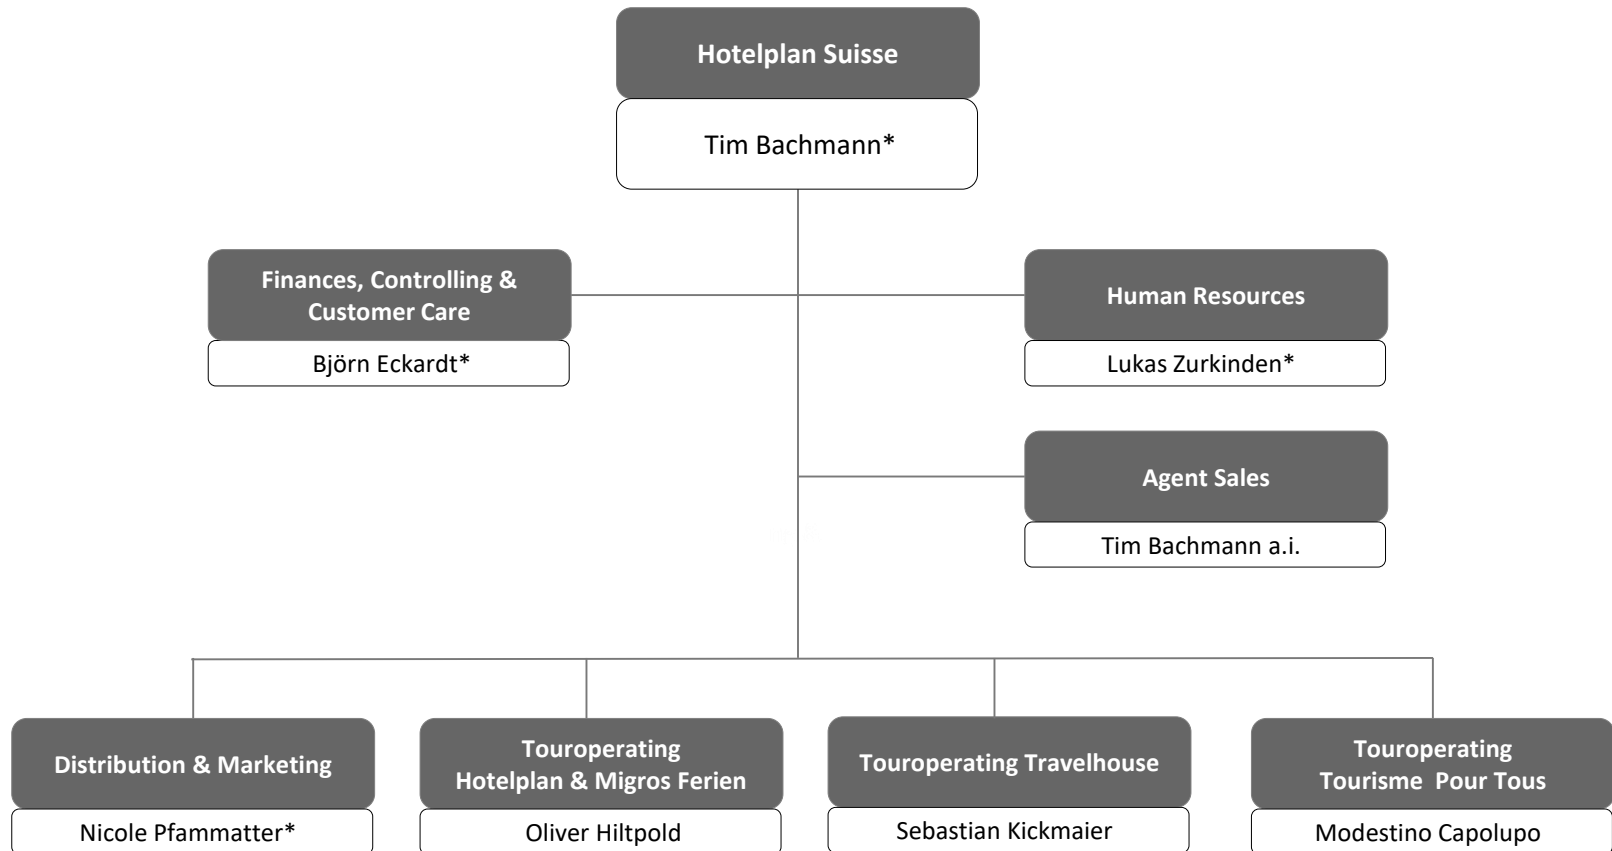 Hotelplan Suisse
Tim Bachmann*
Finances, Controlling &
Customer Care
Björn Eckardt*
Human Resources
Lukas Zurkinden*
Agent Sales
Tim Bachmann a.i.
Distribution & Marketing
Nicole Pfammatter*
Touroperating
Hotelplan & Migros Ferien
Oliver Hiltpold
Touroperating Travelhouse
Sebastian Kickmaier
Touroperating
Tourisme  Pour Tous
Modestino Capolupo